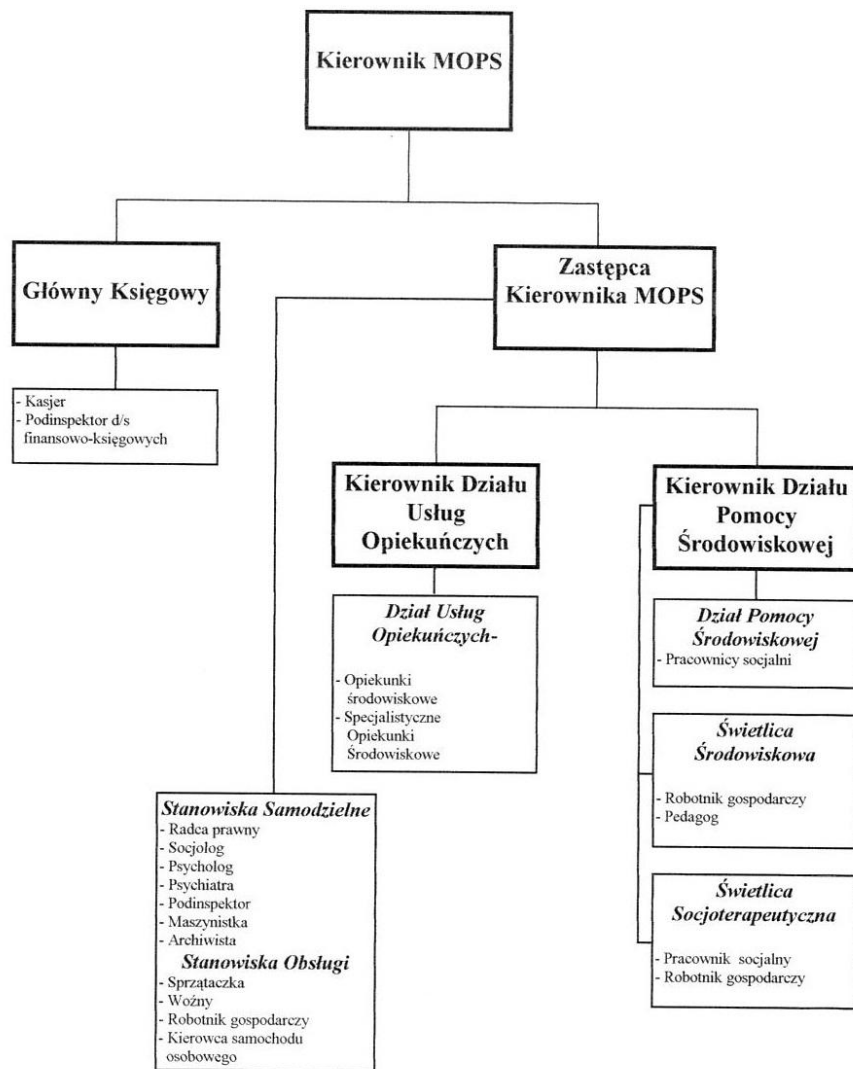 Kierownik MOPS
Główny Księgowy
Zastępca
Kierownika MOPS
- Kasjer
- Podinspektor d/s
finansowo-księgowych
Kierownik Działu
Usług
Opiekuńczych
Kierownik Działu
Pomocy
Środowiskowej
Dział Usług
Opiekuńczych-
- Opiekunki
środowiskowe
- Specjalistyczne
Opiekunki
Środowiskowe
Dział Pomocy
Środowiskowej
- Pracownicy socjalni
Świetlica
Środowiskowa
- Robotnik gospodarczy
- Pedagog
Świetlica
Socjoterapeutyczna
- Pracownik socjalny
- Robotnik gospodarczy
Stanowiska Samodzielne
- Radca prawny
- Socjolog
- Psycholog
- Psychiatra
- Podinspektor
- Maszynistka
- Archiwista
Stanowiska Obsługi
- Sprzątaczka
- Woźny
- Robotnik gospodarczy
- Kierowca samochodu
osobowego